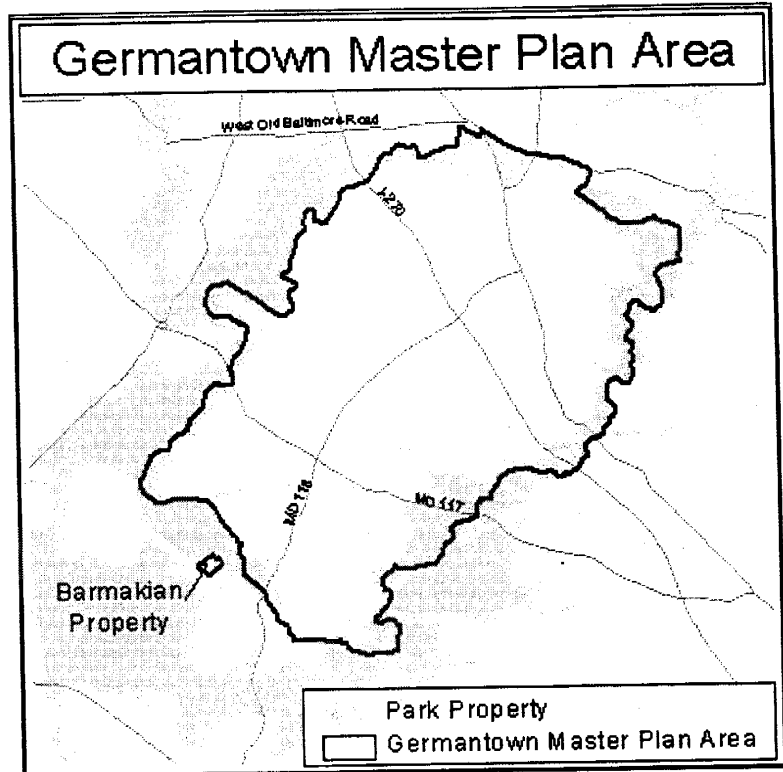 Germantown Master Plan Area
West Old Baltimore Road
I-270
MD 118
MD 117
Barmakian
Property
Park Property
Germantown Master Plan Area